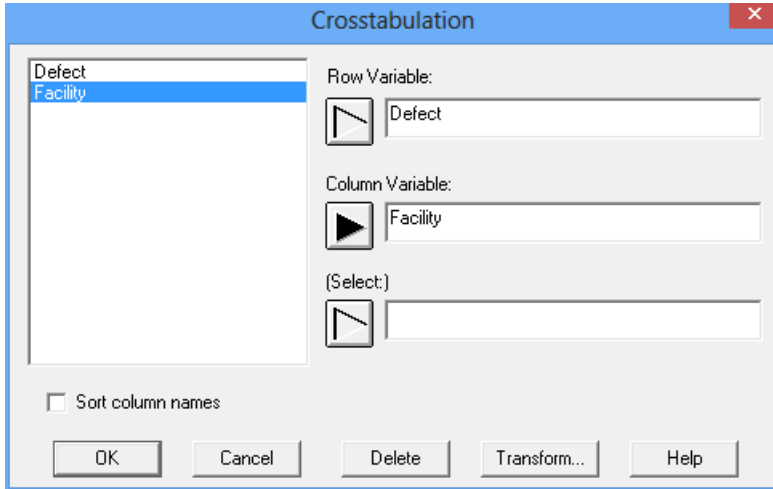 Crosstabulation
Defect
Facility
Row Variable:
Defect
Column Variable:
Facility
(Select:)
Sort column names
OK Cancel Delete Transform... Help